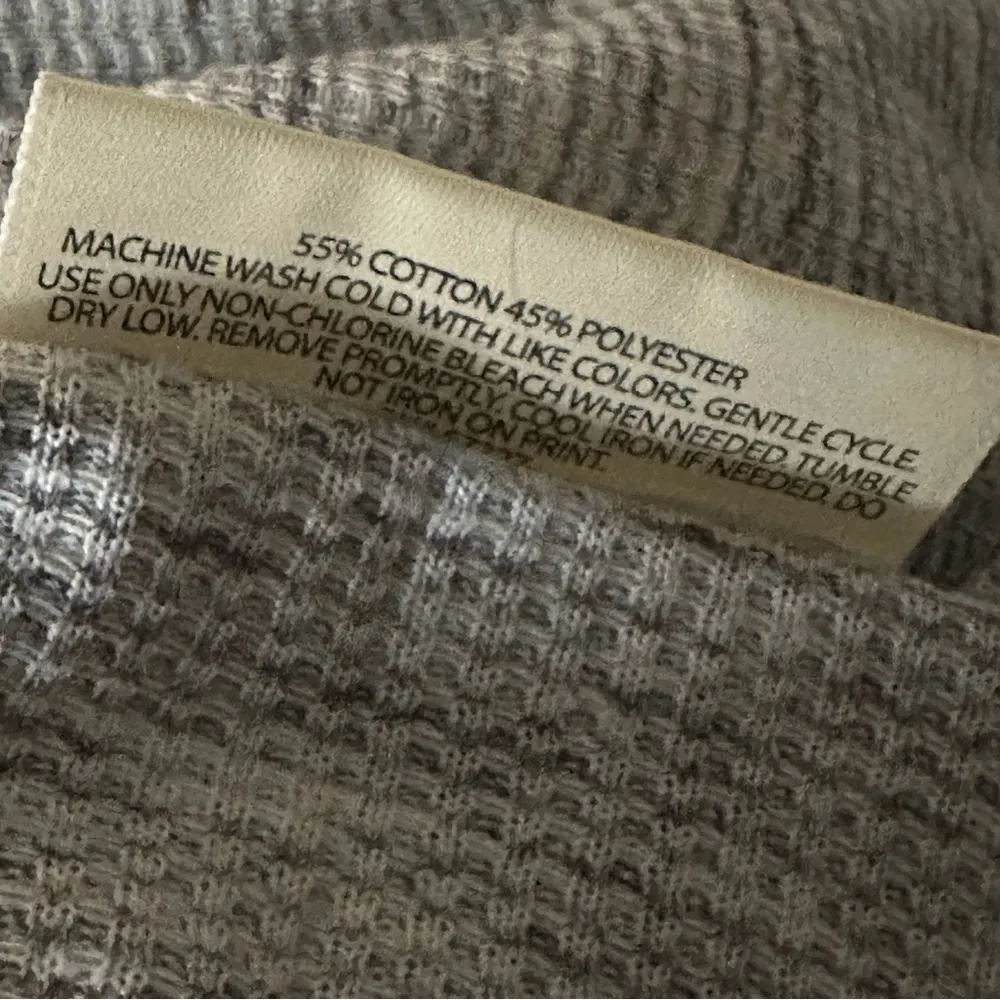 55% COTTON 45% POLYESTER
MACHINE WASH COLD WITH LIKE COLORS. GENTLE CYCLE.
USE ONLY NON-CHLORINE BLEACH WHEN NEEDED. TUMBLE
DRY LOW. REMOVE PROMPTLY. COOL IRON IF NEEDED. DO
NOT IRON ON PRINT.